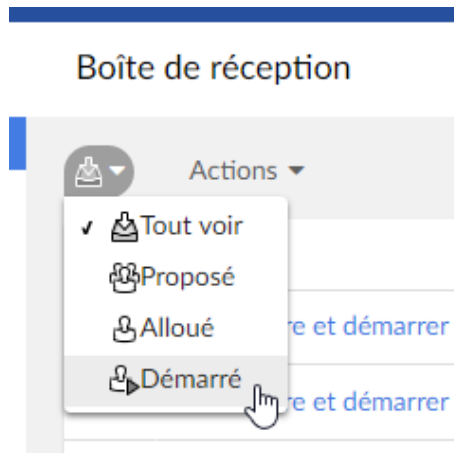 Boîte de réception
Actions
Tout voir
Proposé
Alloué
re et démarrer
Démarré
re et démarrer